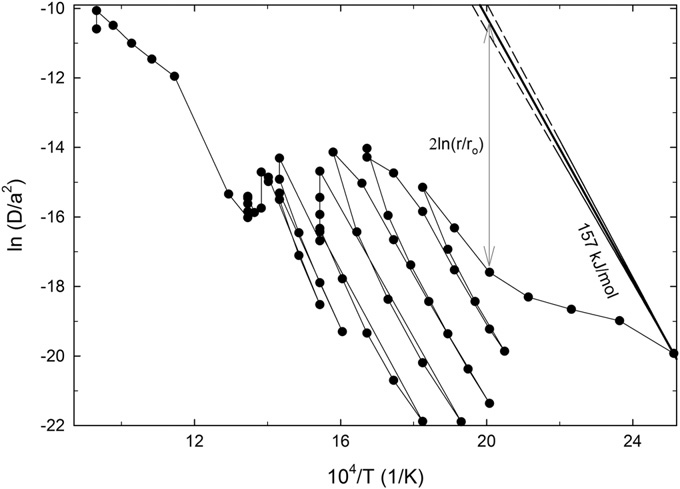 -10
-12
-14
-16
-18
-20
-22
ln (D/a²)
2ln(r/rₒ)
157 kJ/mol
12
16
20
24
10⁴/T (1/K)